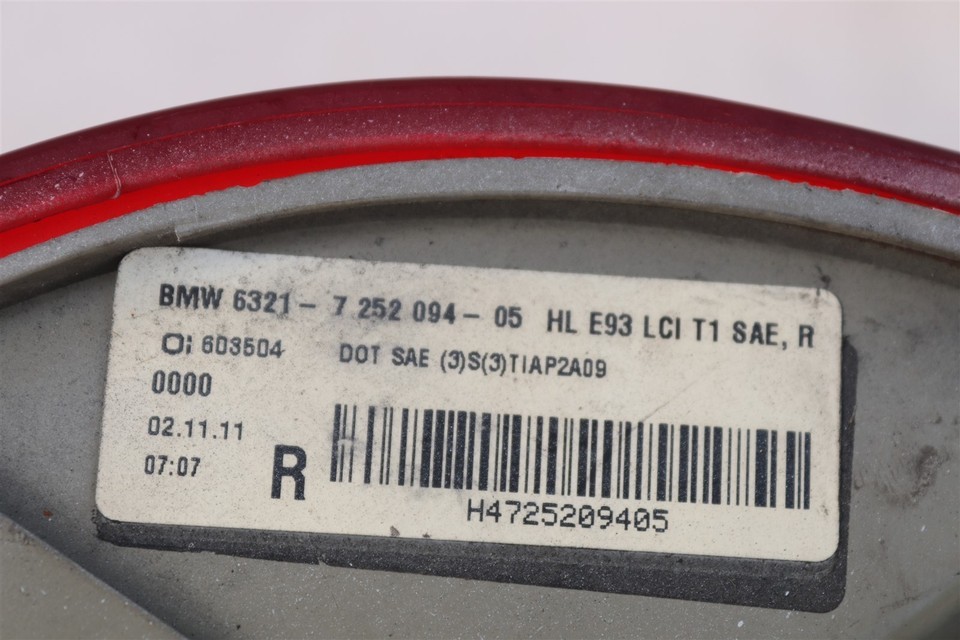 BMW 6321 - 7 252 094 - 05 HL E93 LCI T1 SAE, R
603504 DOT SAE (3)S(3)TIAP2A09
0000
02.11.11
07:07
R
H4725209405